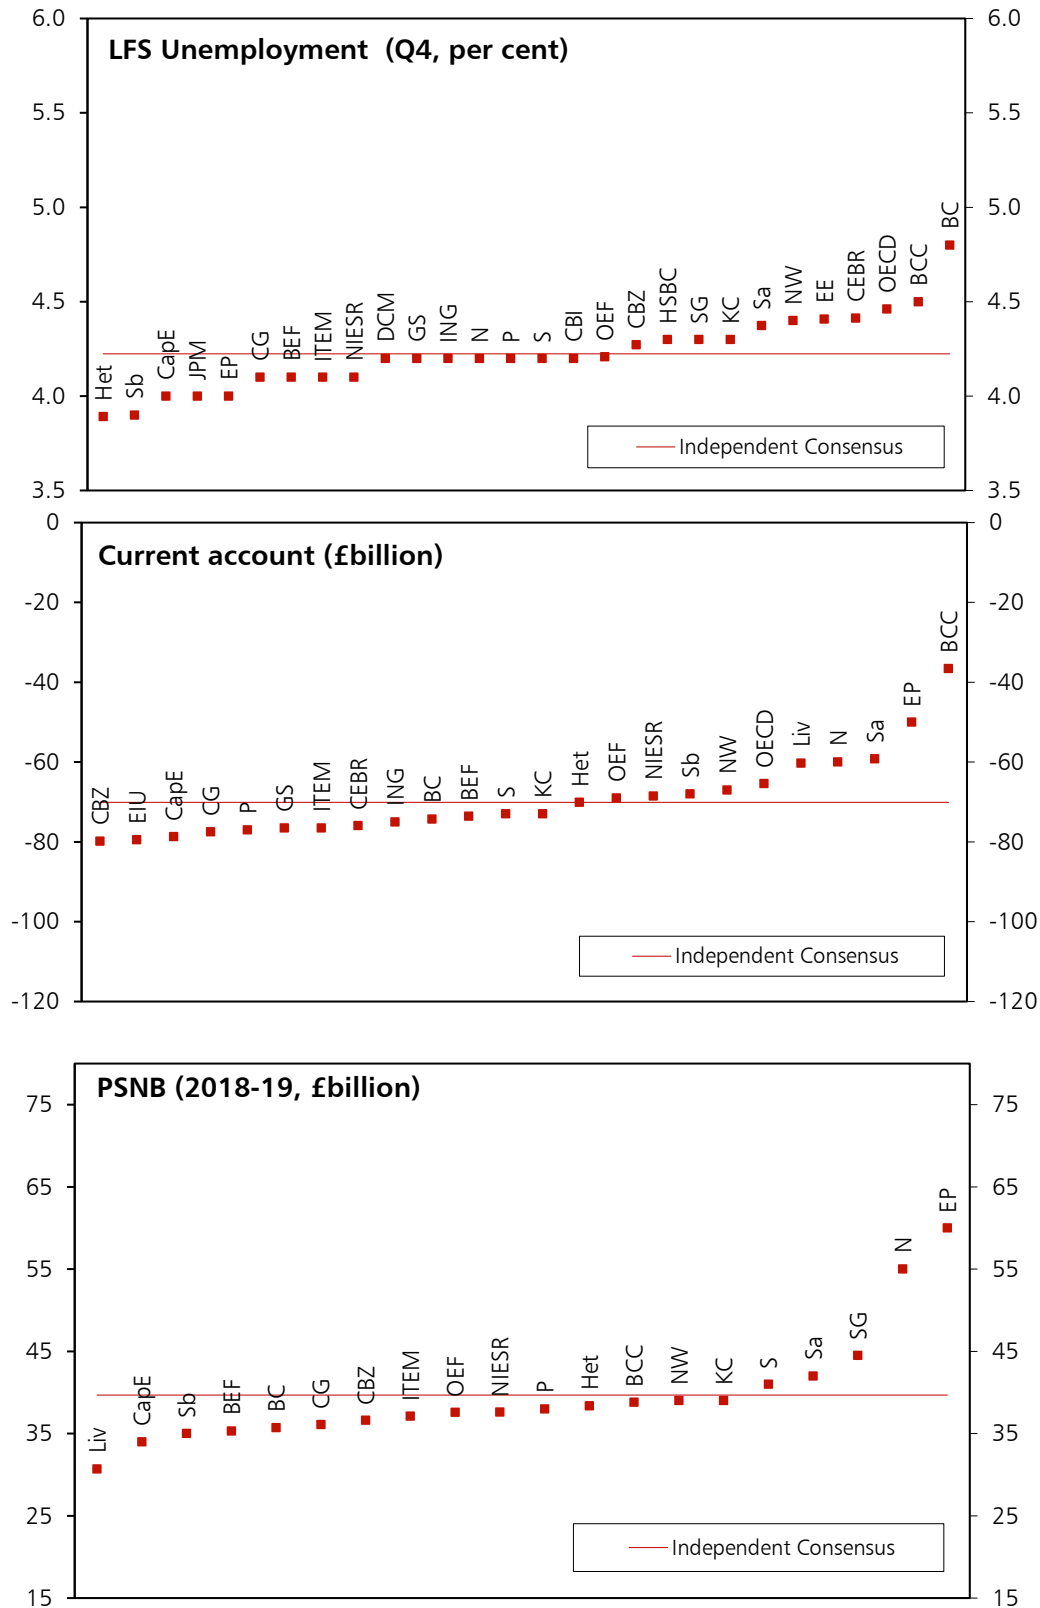 LFS Unemployment (Q4, per cent)
6.0 6.0
5.5 5.5
5.0 5.0
4.5 4.5
4.0 4.0
3.5 3.5
Het Sb CapE JPM EP CG BEF ITEM NIESR DCM GS ING N P S CBI OEF CBZ HSBC SG KC Sa NW EE CEBR OECD BCC BC
Independent Consensus
Current account (£billion)
0 0
-20 -20
-40 -40
-60 -60
-80 -80
-100 -100
-120 -120
CBZ EIU CapE CG P GS ITEM CEBR ING BC BEF S KC Het OEF NIESR Sb NW OECD Liv N Sa EP BCC
Independent Consensus
PSNB (2018-19, £billion)
75 75
65 65
55 55
45 45
35 35
25 25
15 15
Liv CapE Sb BEF BC CG CBZ ITEM OEF NIESR P Het BCC NW KC S Sa SG N EP
Independent Consensus